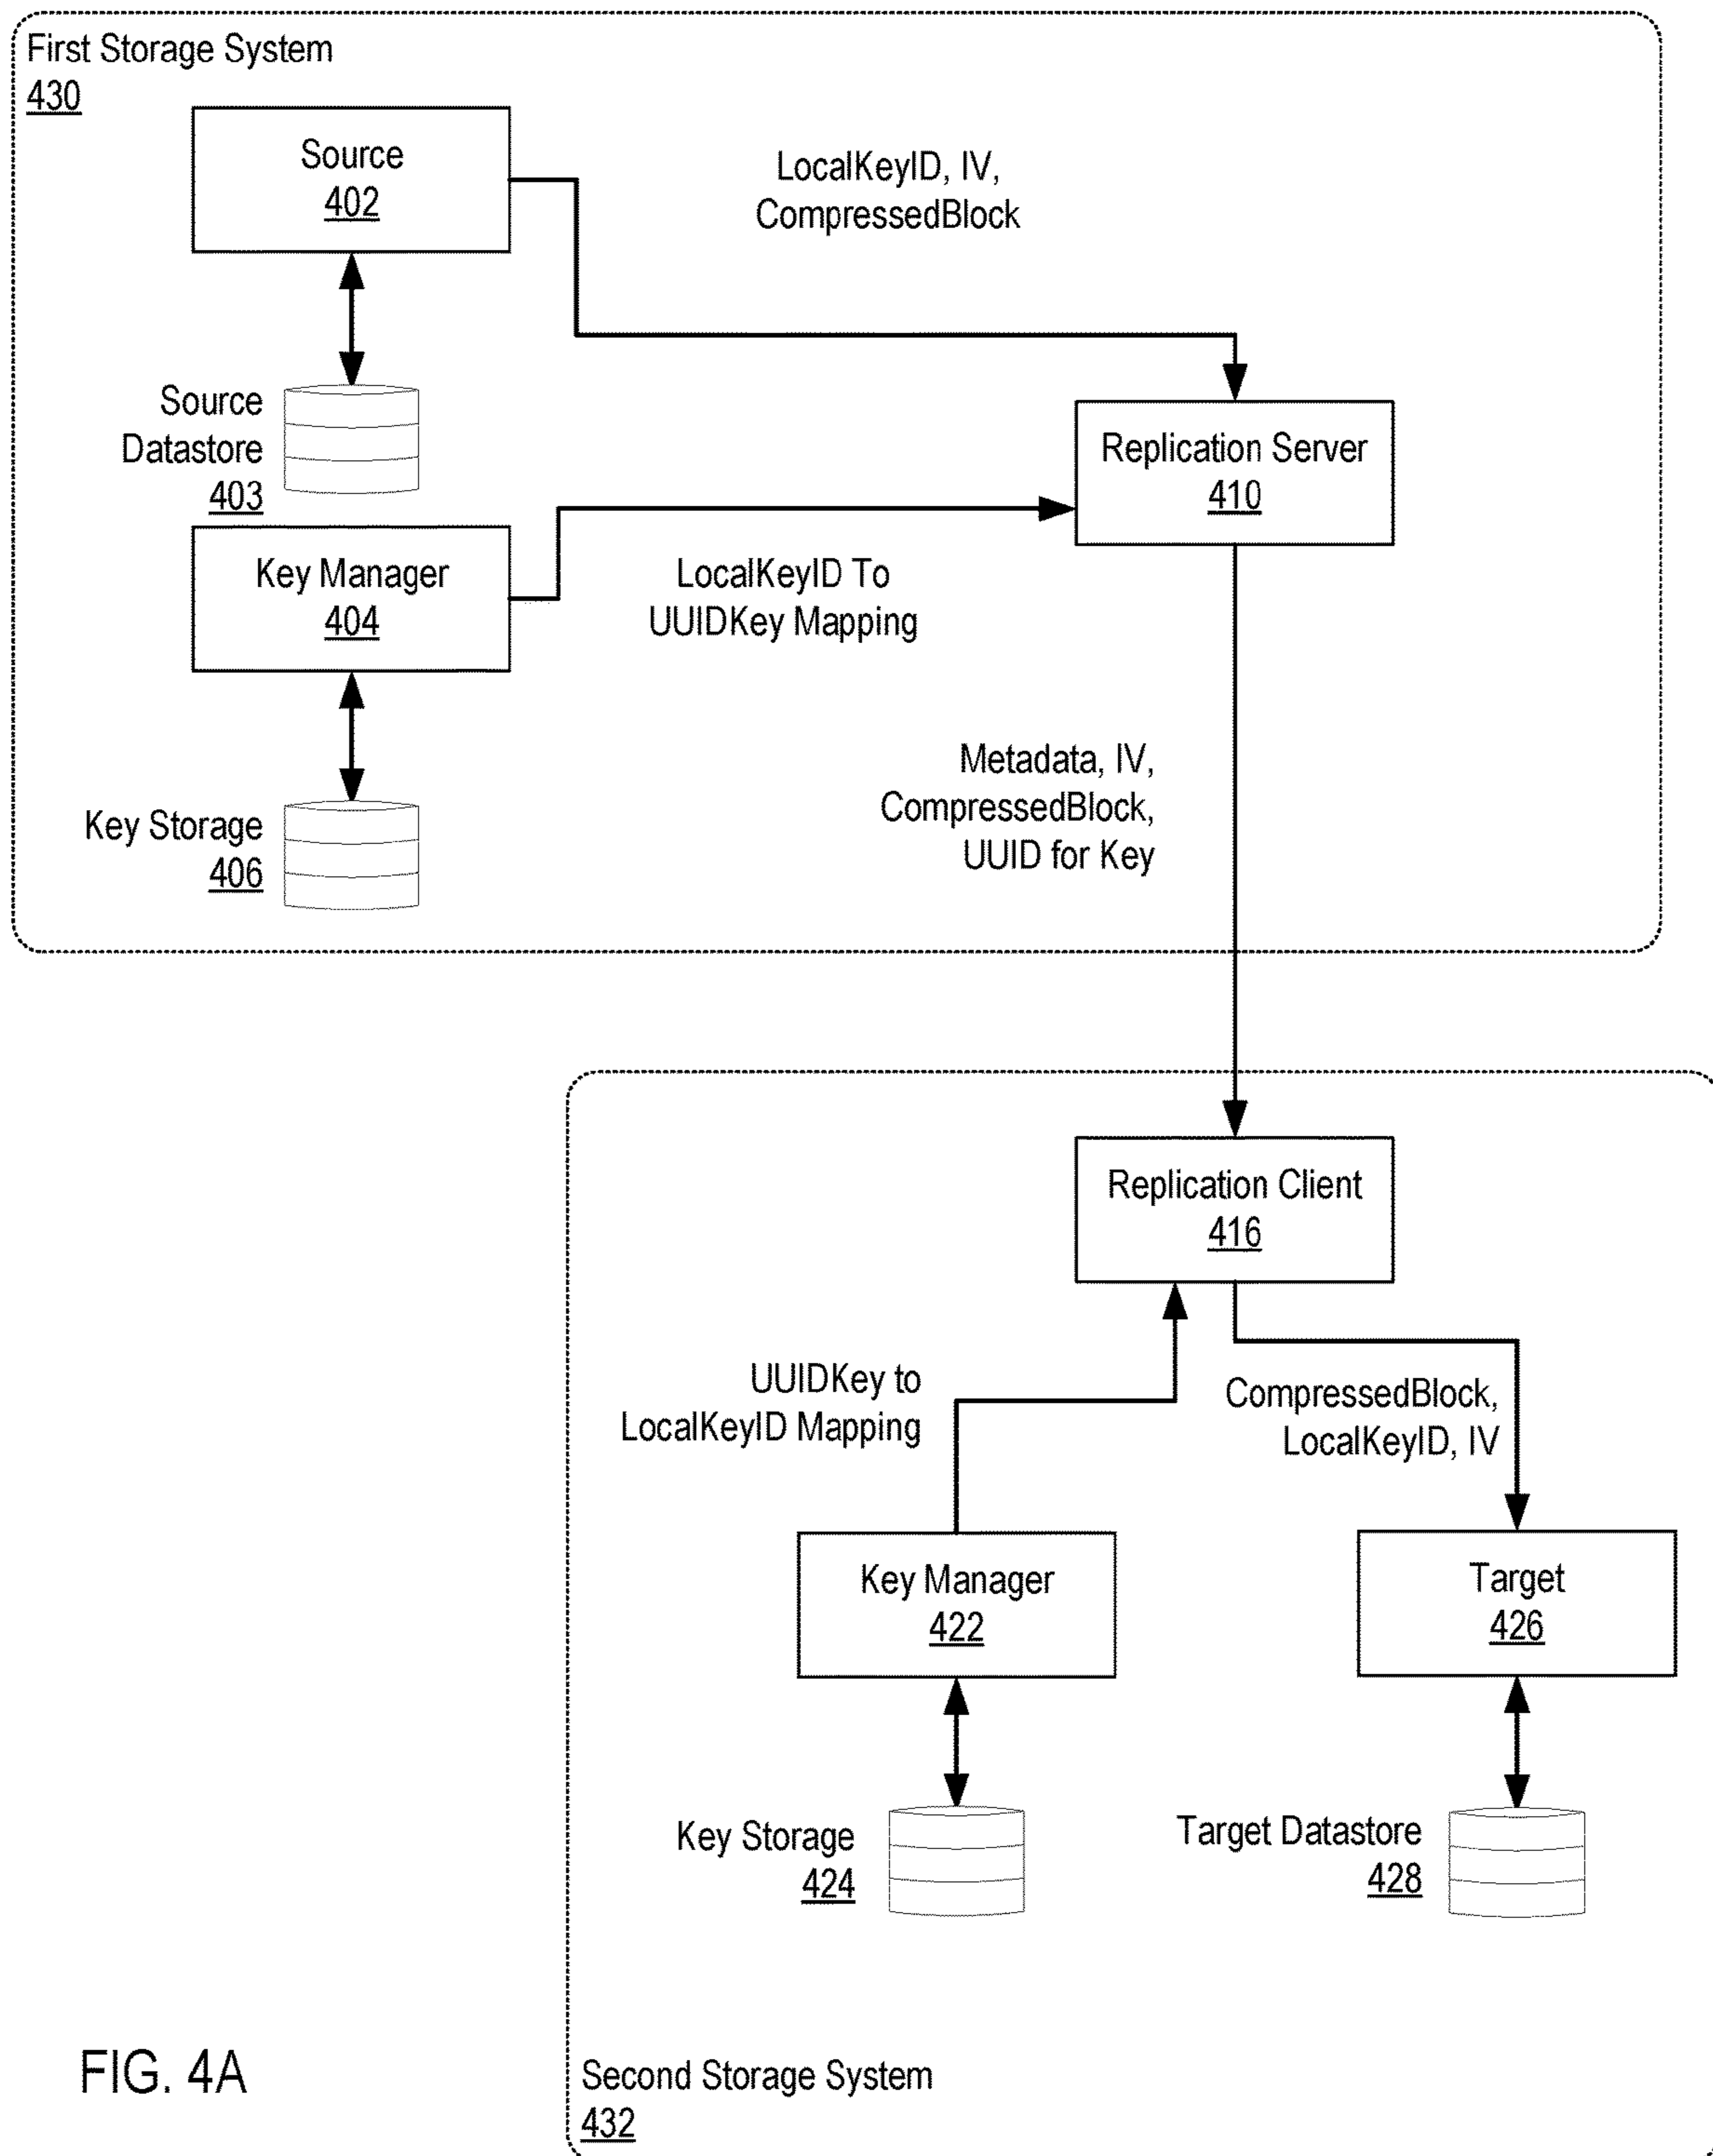 First Storage System
430
Source
402
LocalKeyID, IV,
CompressedBlock
Source
Datastore
403
Replication Server
410
Key Manager
404
LocalKeyID To
UUIDKey Mapping
Key Storage
406
Metadata, IV,
CompressedBlock,
UUID for Key
Replication Client
416
UUIDKey to
LocalKeyID Mapping
CompressedBlock,
LocalKeyID, IV
Key Manager
422
Target
426
Key Storage
424
Target Datastore
428
FIG. 4A
Second Storage System
432